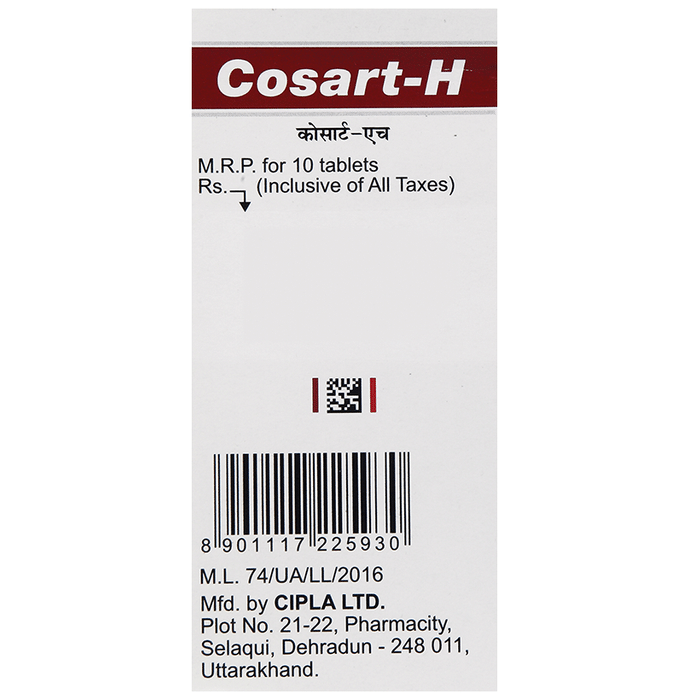 Cosart-H
कोसार्ट-एच
M.R.P. for 10 tablets
Rs. (Inclusive of All Taxes)
8 901117 225930
M.L. 74/UA/LL/2016
Mfd. by CIPLA LTD.
Plot No. 21-22, Pharmacity,
Selaqui, Dehradun - 248 011,
Uttarakhand.